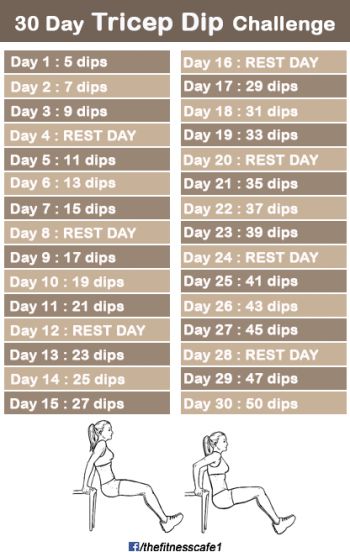 30 Day Tricep Dip Challenge
Day 1 : 5 dips
Day 2 : 7 dips
Day 3 : 9 dips
Day 4 : REST DAY
Day 5 : 11 dips
Day 6 : 13 dips
Day 7 : 15 dips
Day 8 : REST DAY
Day 9 : 17 dips
Day 10 : 19 dips
Day 11 : 21 dips
Day 12 : REST DAY
Day 13 : 23 dips
Day 14 : 25 dips
Day 15 : 27 dips
Day 16 : REST DAY
Day 17 : 29 dips
Day 18 : 31 dips
Day 19 : 33 dips
Day 20 : REST DAY
Day 21 : 35 dips
Day 22 : 37 dips
Day 23 : 39 dips
Day 24 : REST DAY
Day 25 : 41 dips
Day 26 : 43 dips
Day 27 : 45 dips
Day 28 : REST DAY
Day 29 : 47 dips
Day 30 : 50 dips
f/thefitnesscafe1